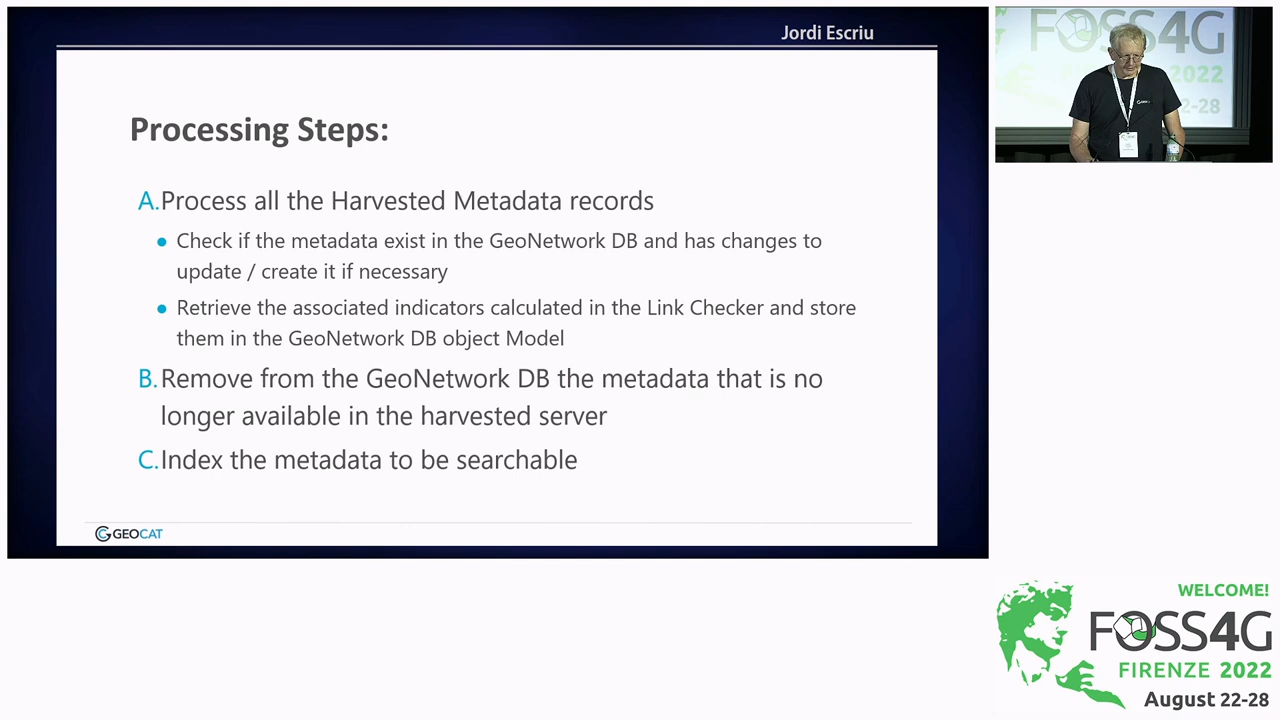 Jordi Escriu
Processing Steps:
A. Process all the Harvested Metadata records
● Check if the metadata exist in the GeoNetwork DB and has changes to
update / create it if necessary
● Retrieve the associated indicators calculated in the Link Checker and store
them in the GeoNetwork DB object Model
B. Remove from the GeoNetwork DB the metadata that is no
longer available in the harvested server
C. Index the metadata to be searchable
GEOCAT
FOSS4G
2022
2-28
WELCOME!
FOSS4G
FIRENZE 2022
August 22-28